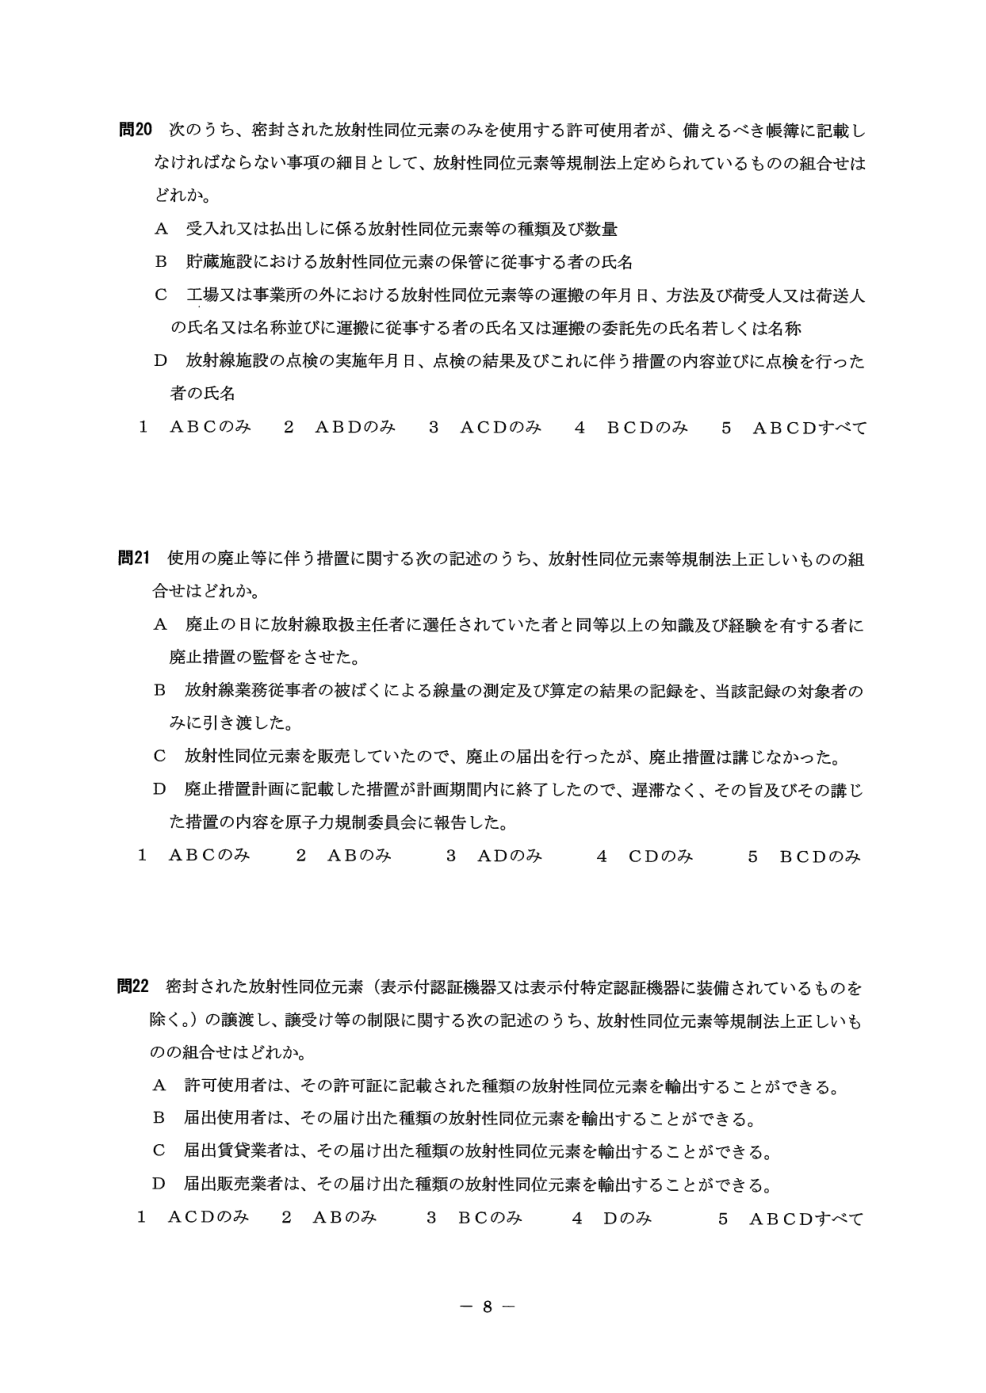 問20　次のうち、密封された放射性同位元素のみを使用する許可使用者が、備えるべき帳簿に記載し
なければならない事項の細目として、放射性同位元素等規制法上定められているものの組合せは
どれか。
A　受入れ又は払出しに係る放射性同位元素等の種類及び数量
B　貯蔵施設における放射性同位元素の保管に従事する者の氏名
C　工場又は事業所の外における放射性同位元素等の運搬の年月日、方法及び荷受人又は荷送人
の氏名又は名称並びに運搬に従事する者の氏名又は運搬の委託先の氏名若しくは名称
D　放射線施設の点検の実施年月日、点検の結果及びこれに伴う措置の内容並びに点検を行った
者の氏名
1　ABCのみ　2　ABDのみ　3　ACDのみ　4　BCDのみ　5　ABCDすべて
問21　使用の廃止等に伴う措置に関する次の記述のうち、放射性同位元素等規制法上正しいものの組
合せはどれか。
A　廃止の日に放射線取扱主任者に選任されていた者と同等以上の知識及び経験を有する者に
廃止措置の監督をさせた。
B　放射線業務従事者の被ばくによる線量の測定及び算定の結果の記録を、当該記録の対象者の
みに引き渡した。
C　放射性同位元素を販売していたので、廃止の届出を行ったが、廃止措置は講じなかった。
D　廃止措置計画に記載した措置が計画期間内に終了したので、遅滞なく、その旨及びその講じ
た措置の内容を原子力規制委員会に報告した。
1　ABCのみ　2　ABのみ　3　ADのみ　4　CDのみ　5　BCDのみ
問22　密封された放射性同位元素（表示付認証機器又は表示付特定認証機器に装備されているものを
除く。）の譲渡し、譲受け等の制限に関する次の記述のうち、放射性同位元素等規制法上正しいも
のの組合せはどれか。
A　許可使用者は、その許可証に記載された種類の放射性同位元素を輸出することができる。
B　届出使用者は、その届け出た種類の放射性同位元素を輸出することができる。
C　届出賃貸業者は、その届け出た種類の放射性同位元素を輸出することができる。
D　届出販売業者は、その届け出た種類の放射性同位元素を輸出することができる。
1　ACDのみ　2　ABのみ　3　BCのみ　4　Dのみ　5　ABCDすべて
― 8 ―